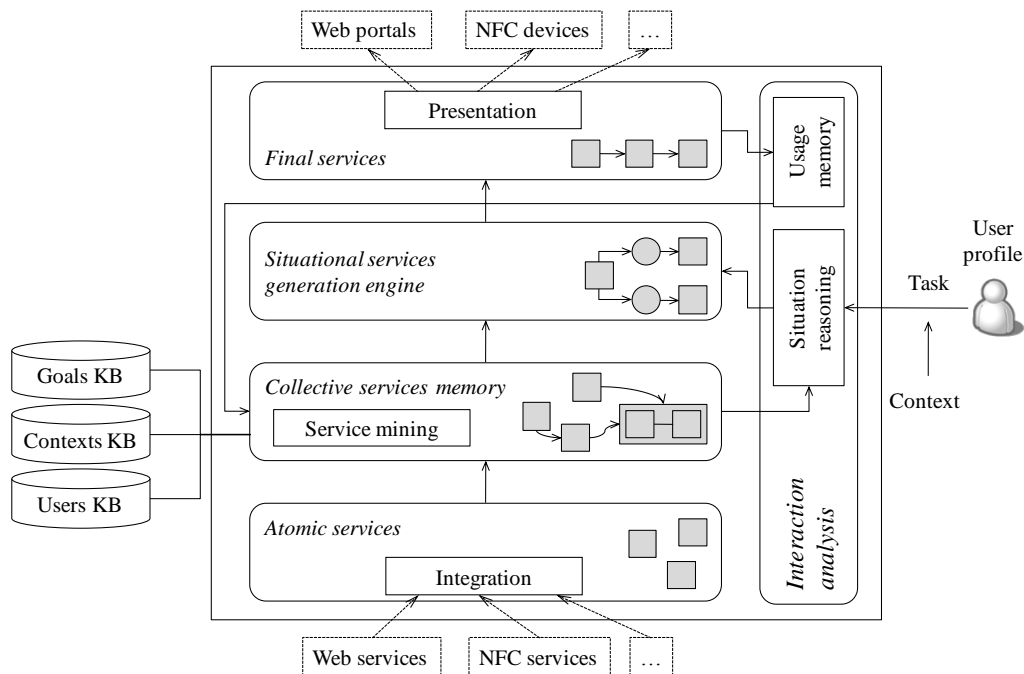 Web portals
NFC devices
…
Presentation
Final services
Usage
memory
Situational services
generation engine
Situation
reasoning
User
profile
Task
Context
Goals KB
Contexts KB
Users KB
Collective services memory
Service mining
Atomic services
Integration
Interaction
analysis
Web services
NFC services
…